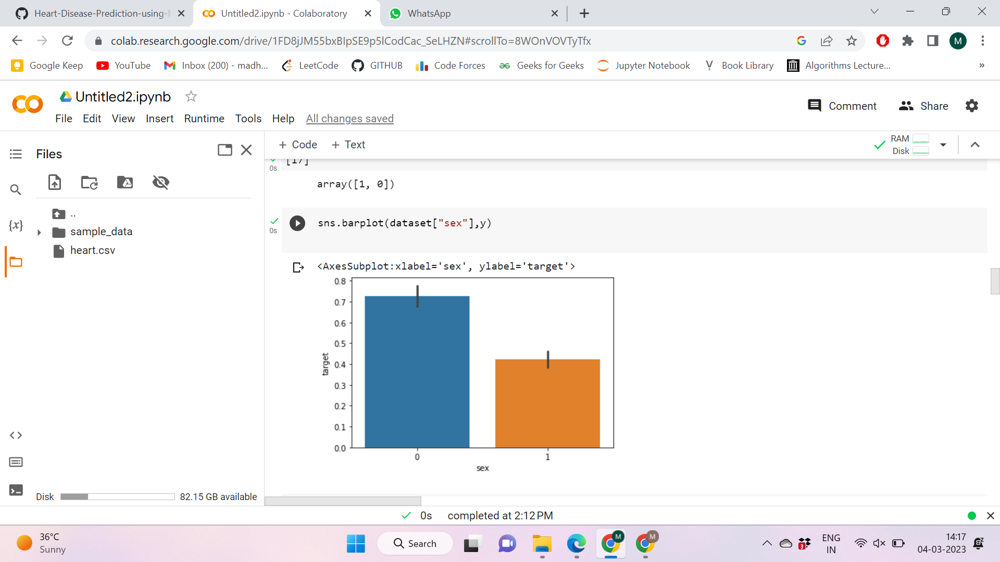 Heart-Disease-Prediction-using-
Untitled2.ipynb - Colaboratory
WhatsApp
colab.research.google.com/drive/1FD8jJM55bxBIpSE9p5lCodCac_SeLHZN#scrollTo=8WOnVOVTyTfx
M
Google Keep
YouTube
Inbox (200) - madh...
LeetCode
GITHUB
Code Forces
Geeks for Geeks
Jupyter Notebook
Book Library
Algorithms Lecture...
»
Untitled2.ipynb
File Edit View Insert Runtime Tools Help All changes saved
Comment
Share
Files
+ Code + Text
RAM
Disk
[17]
0s
array([1, 0])
..
sample_data
heart.csv
{x}
0s
sns.barplot(dataset["sex"],y)
<AxesSubplot:xlabel='sex', ylabel='target'>
0.8
0.7
0.6
0.5
0.4
0.3
0.2
0.1
0.0
target
0 1
sex
Disk 82.15 GB available
0s completed at 2:12 PM
36°C
Sunny
Search
M
M
3
ENG
IN
14:17
04-03-2023